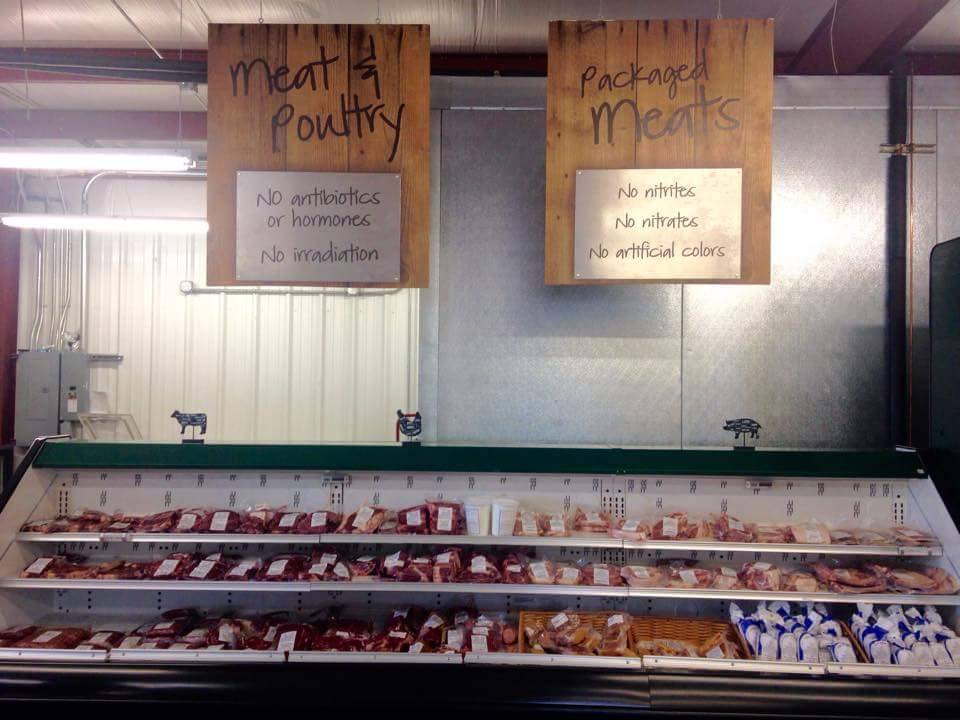 Meat &
Poultry
No antibiotics
or hormones
No irradiation
Packaged
Meats
No nitrites
No nitrates
No artificial colors